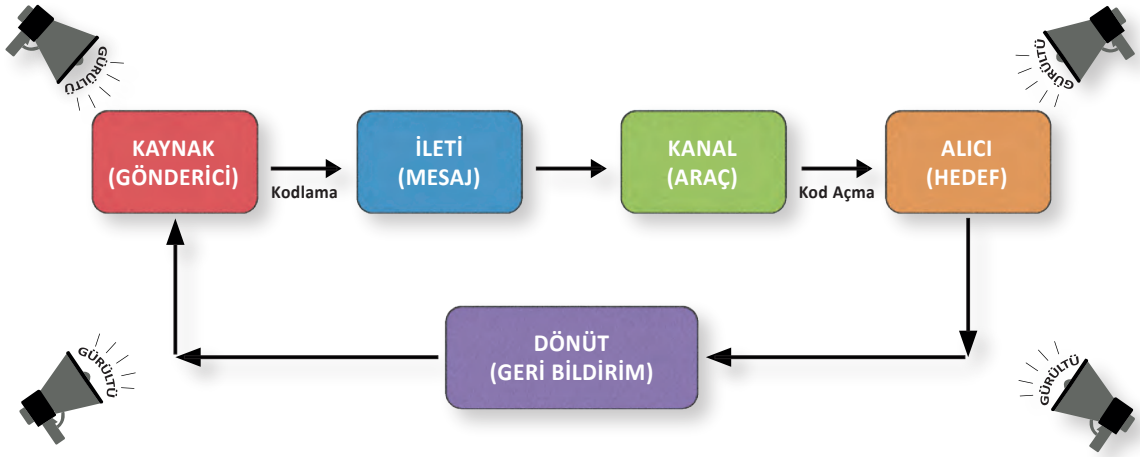 GÜRÜLTÜ
GÜRÜLTÜ
KAYNAK
(GÖNDERİCİ)
Kodlama
İLETİ
(MESAJ)
KANAL
(ARAÇ)
Kod Açma
ALICI
(HEDEF)
DÖNÜT
(GERİ BİLDİRİM)
GÜRÜLTÜ
GÜRÜLTÜ